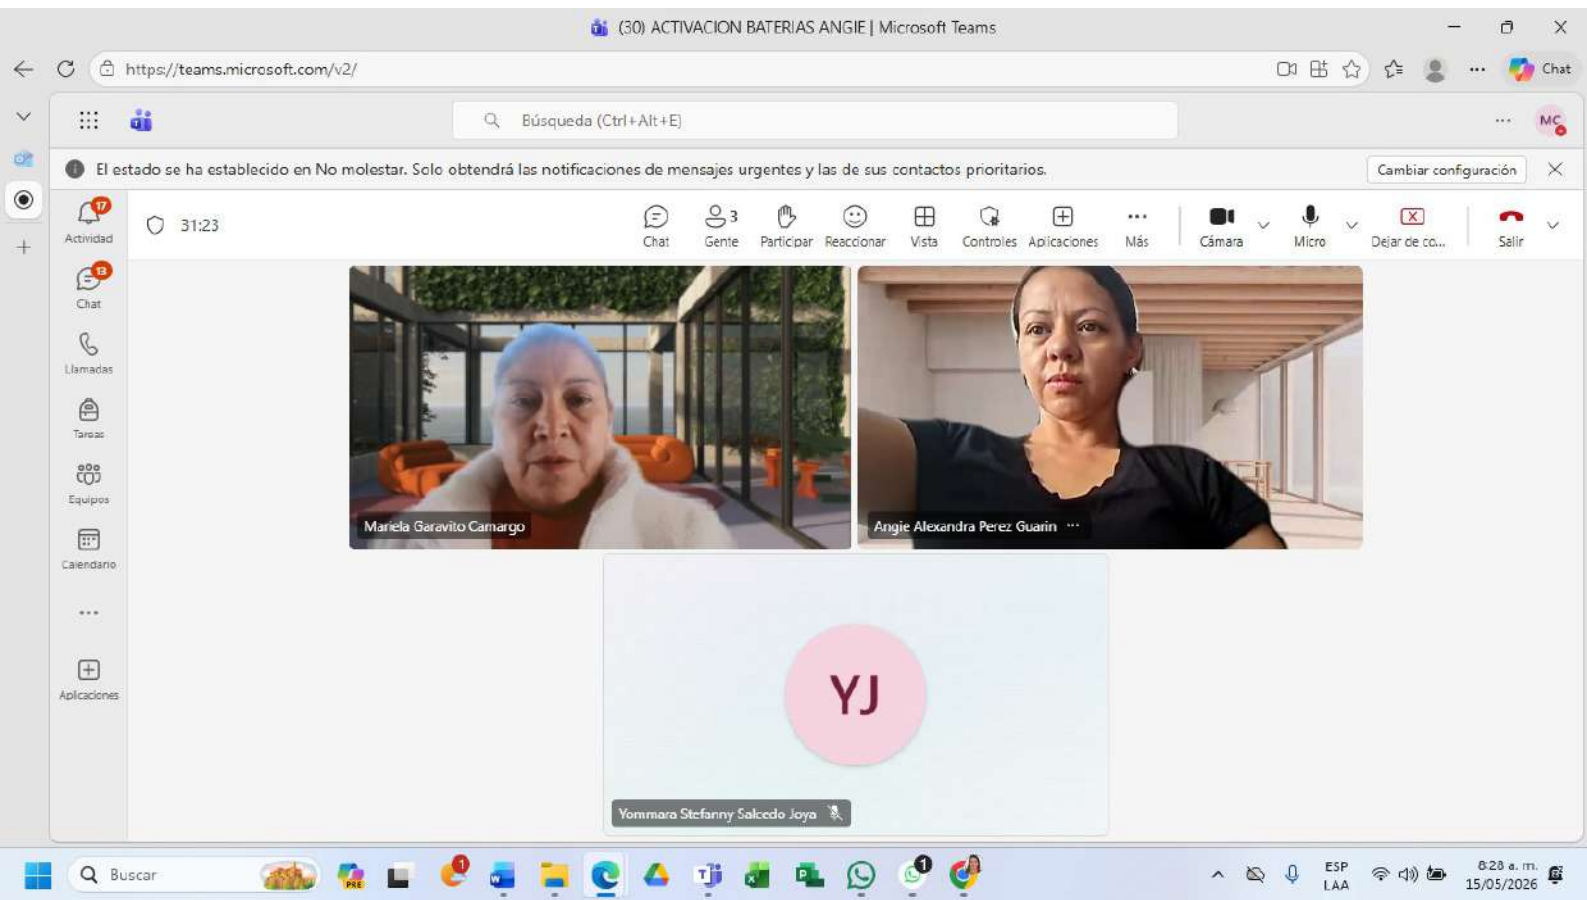 (30) ACTIVACION BATERIAS ANGIE | Microsoft Teams
https://teams.microsoft.com/v2/
Chat
Búsqueda (Ctrl+Alt+E)
MC
El estado se ha establecido en No molestar. Solo obtendrá las notificaciones de mensajes urgentes y las de sus contactos prioritarios.
Cambiar configuración
17
Actividad
31:23
Chat
3
Gente
Participar
Reaccionar
Vista
Controles
Aplicaciones
Más
Cámara
Micro
Dejar de co...
Salir
13
Chat
Llamadas
Tareas
Equipos
Calendario
Aplicaciones
Mariela Garavito Camargo
Angie Alexandra Perez Guarin
YJ
Yommara Stefanny Salcedo Joya
Buscar
PRE
1
1
ESP
LAA
8:28 a. m.
15/05/2026